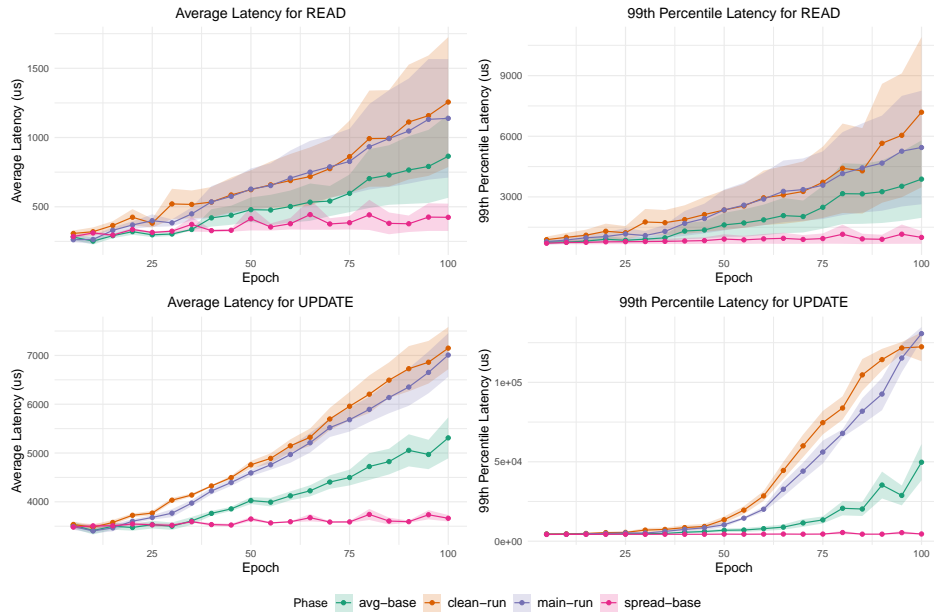 Average Latency for READ
99th Percentile Latency for READ
Average Latency (us)
1500
1000
500
25
50
75
100
Epoch
99th Percentile Latency (us)
9000
6000
3000
25
50
75
100
Epoch
Average Latency for UPDATE
99th Percentile Latency for UPDATE
Average Latency (us)
7000
6000
5000
4000
25
50
75
100
Epoch
99th Percentile Latency (us)
1e+05
5e+04
0e+00
25
50
75
100
Epoch
Phase avg-base clean-run main-run spread-base